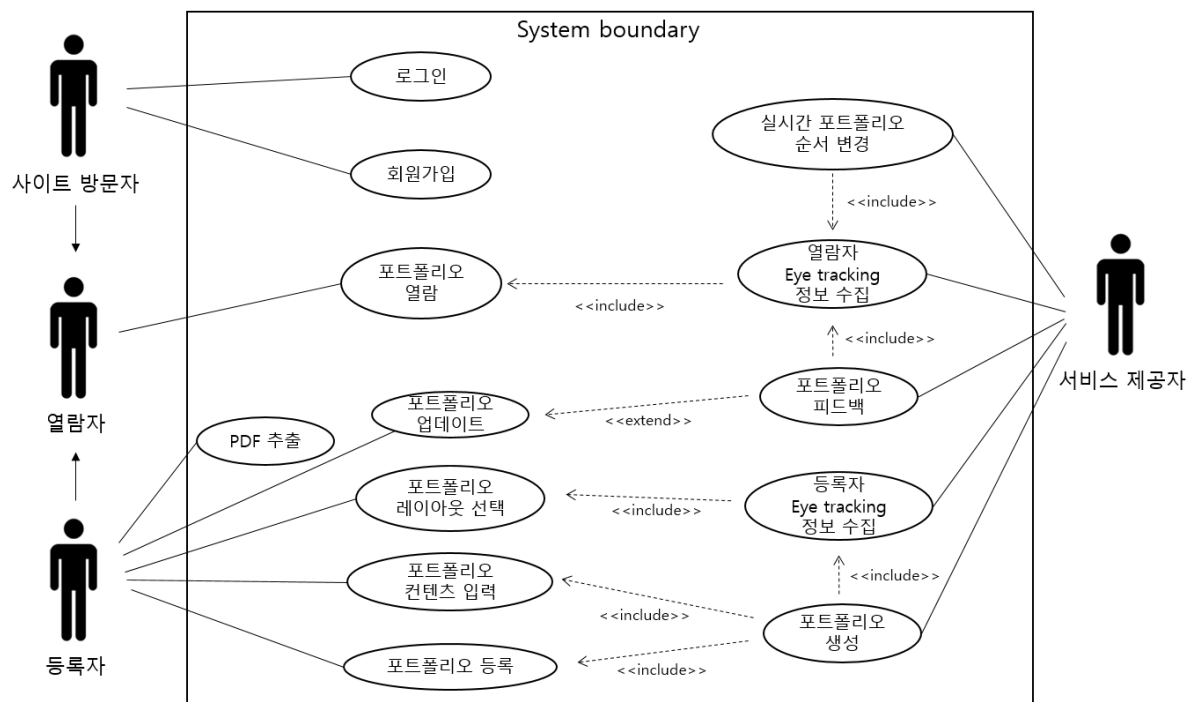 System boundary
로그인
회원가입
사이트 방문자
실시간 포트폴리오
순서 변경
<<include>>
포트폴리오
열람
<<include>>
열람자
Eye tracking
정보 수집
<<include>>
열람자
서비스 제공자
PDF 추출
포트폴리오
업데이트
<<extend>>
포트폴리오
피드백
포트폴리오
레이아웃 선택
<<include>>
등록자
Eye tracking
정보 수집
<<include>>
포트폴리오
컨텐츠 입력
<<include>>
포트폴리오
생성
포트폴리오 등록
<<include>>
등록자